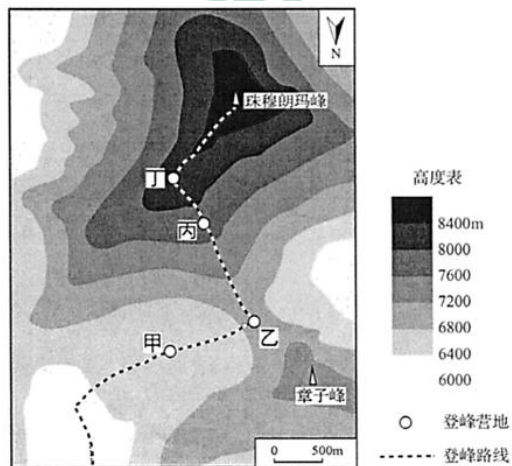 N
珠穆朗玛峰
丁
丙
乙
甲
章子峰
0 500m
高度表
8400m
8000
7600
7200
6800
6400
6000
登峰营地
登峰路线